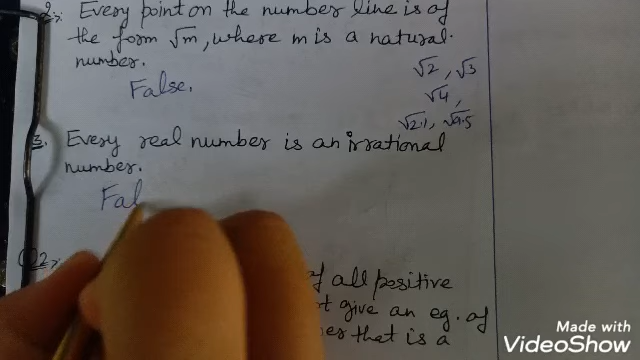 2. Every point on the number line is of
the form √m, where m is a natural
number.
False.
√2, √3
√4,
√2.1, √9.5
3. Every real number is an irrational
number.
Fal
Q2
of all positive
give an eg. of
that is a
Made with
VideoShow